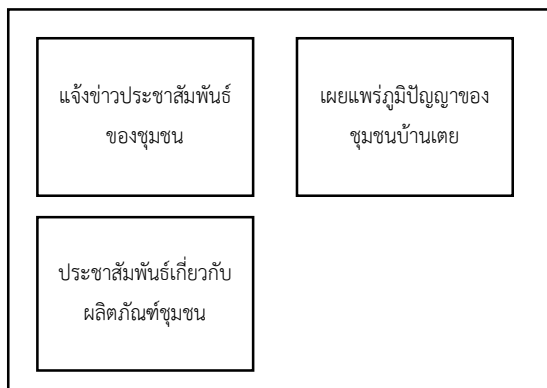 แจ้งข่าวประชาสัมพันธ์
ของชุมชน
เผยแพร่ภูมิปัญญาของ
ชุมชนบ้านเตย
ประชาสัมพันธ์เกี่ยวกับ
ผลิตภัณฑ์ชุมชน